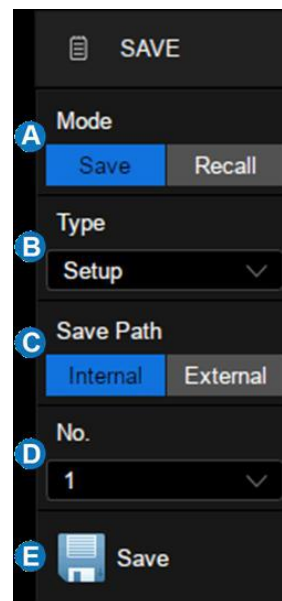 SAVE
A
Mode
Save Recall
B
Type
Setup
C
Save Path
Internal External
D
No.
1
E
Save